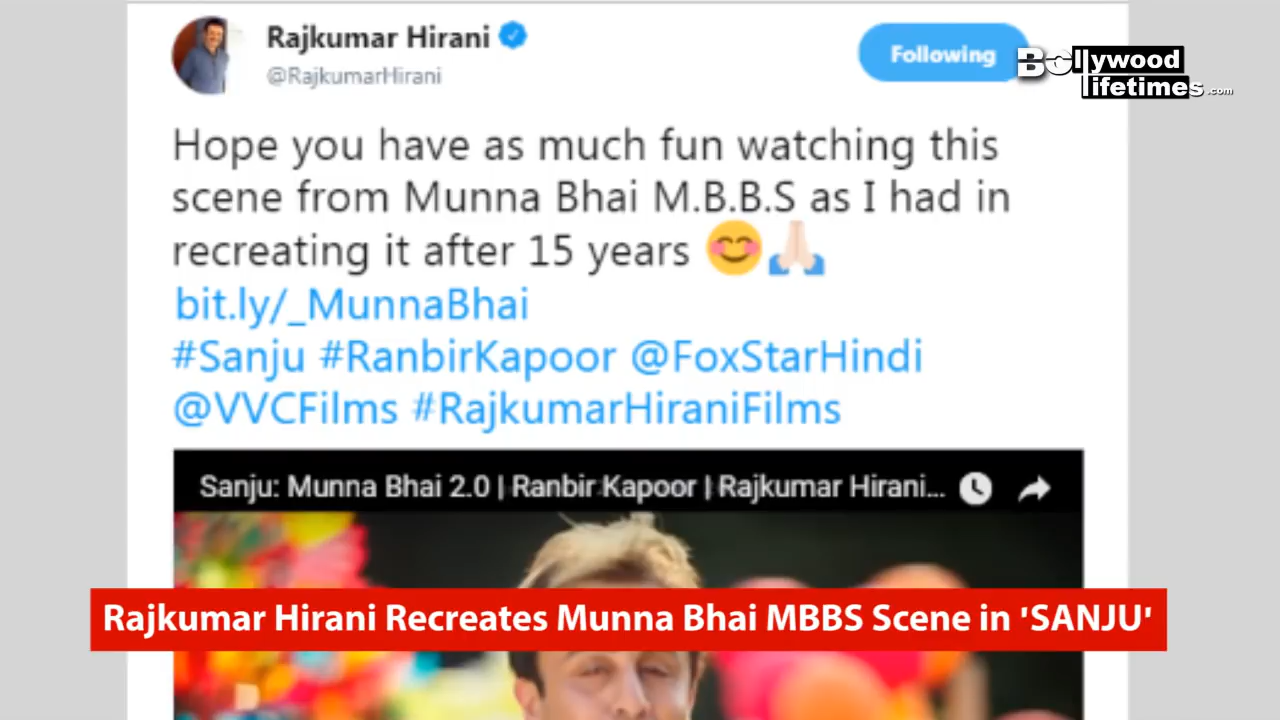 Rajkumar Hirani
@RajkumarHirani
Following
Bollywood
lifetimes.com
Hope you have as much fun watching this
scene from Munna Bhai M.B.B.S as I had in
recreating it after 15 years 😊🙏🏻
bit.ly/_MunnaBhai
#Sanju #RanbirKapoor @FoxStarHindi
@VVCFilms #RajkumarHiraniFilms
Sanju: Munna Bhai 2.0 | Ranbir Kapoor | Rajkumar Hirani...
Rajkumar Hirani Recreates Munna Bhai MBBS Scene in 'SANJU'